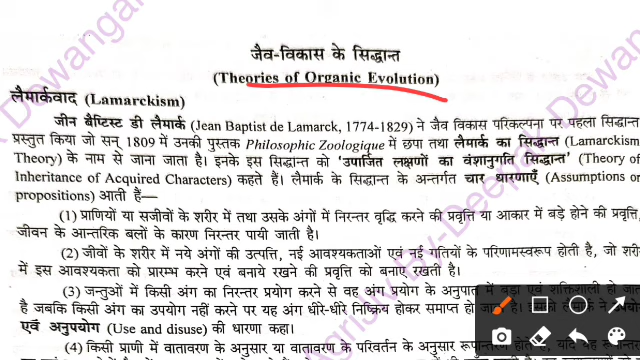 जैव-विकास के सिद्धान्त
(Theories of Organic Evolution)
लैमार्कवाद (Lamarckism)
जीन बैप्टिस्ट डी लैमार्क (Jean Baptist de Lamarck, 1774-1829) ने जैव विकास परिकल्पना पर पहला सिद्धान्त
प्रस्तुत किया जो सन् 1809 में उनकी पुस्तक Philosophic Zoologique में छपा तथा लैमार्क का सिद्धान्त (Lamarckism
Theory) के नाम से जाना जाता है। इनके इस सिद्धान्त को 'उपार्जित लक्षणों का वंशानुगति सिद्धान्त' (Theory of
Inheritance of Acquired Characters) कहते हैं। लैमार्क के सिद्धान्त के अन्तर्गत चार धारणाएँ (Assumptions or
propositions) आती हैं—
(1) प्राणियों या सजीवों के शरीर में तथा उसके अंगों में निरन्तर वृद्धि करने की प्रवृत्ति या आकार में बड़े होने की प्रवृत्ति,
जीवन के आन्तरिक बलों के कारण निरन्तर पायी जाती है।
(2) जीवों के शरीर में नये अंगों की उत्पत्ति, नई आवश्यकताओं एवं नई गतियों के परिणामस्वरूप होती है, जो शरीर
में इस आवश्यकता को प्रारम्भ करने एवं बनाये रखने की प्रवृत्ति को बनाए रखती है।
(3) जन्तुओं में किसी अंग का निरन्तर प्रयोग करने से वह अंग प्रयोग के अनुपात में बड़ा एवं शक्तिशाली हो जात
है जबकि किसी अंग का उपयोग नहीं करने पर यह अंग धीरे-धीरे निष्क्रिय होकर समाप्त हो जाता है।
एवं अनुपयोग (Use and disuse) की धारणा कहा।
(4) किसी प्राणी में वातावरण के अनुसार या वातावरण के परिवर्तन के अनुसार रूपान्तरण
Dewangan
By-Deepak Dewangan